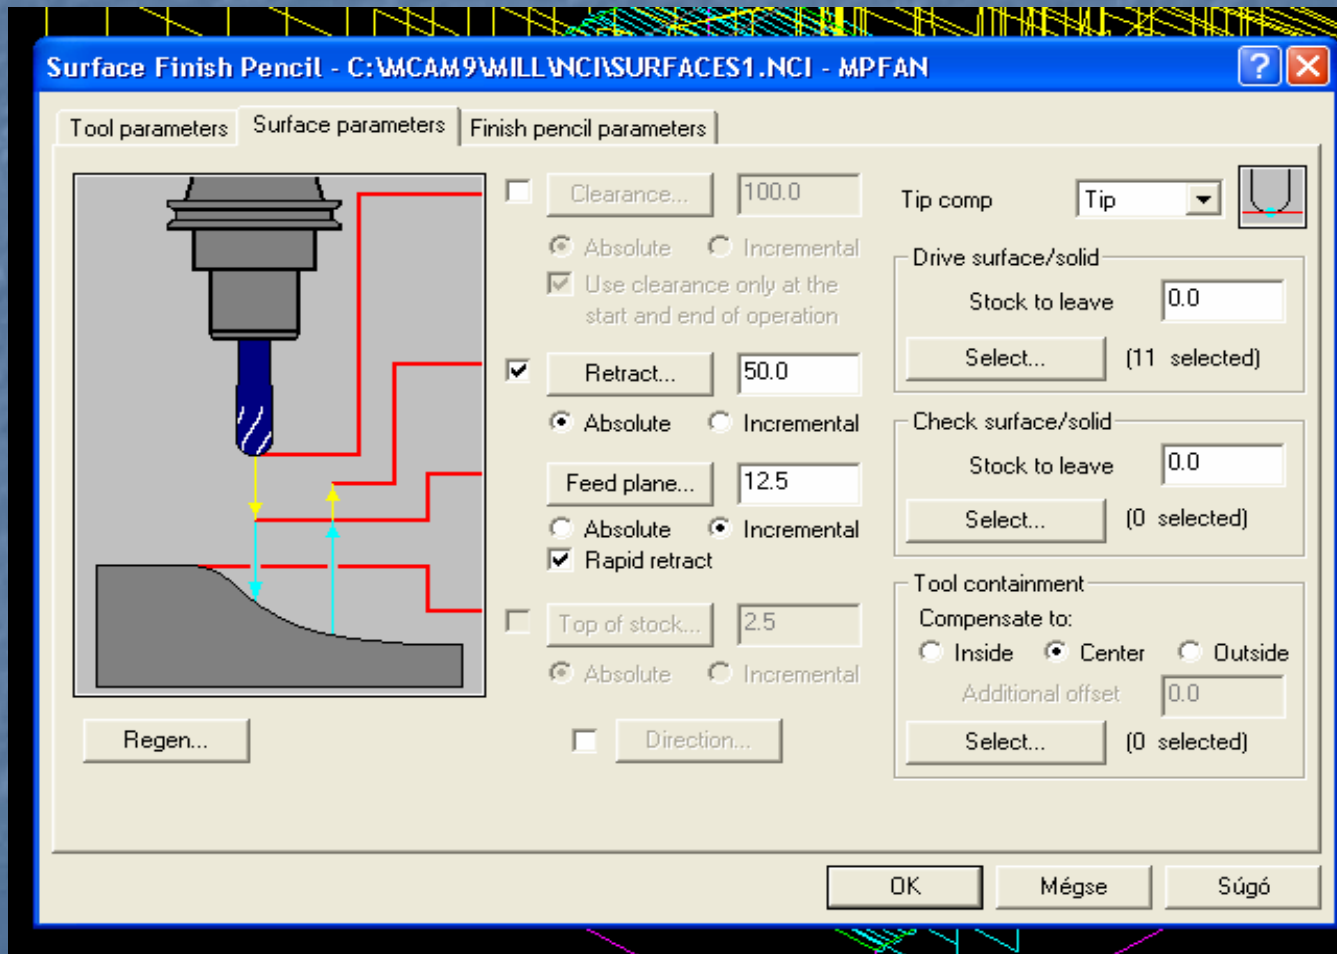 Surface Finish Pencil - C:\MCAM9\MILL\NCI\SURFACES1.NCI - MPFAN
Tool parameters
Surface parameters
Finish pencil parameters
Clearance...
100.0
Absolute
Incremental
Use clearance only at the
start and end of operation
Retract...
50.0
Absolute
Incremental
Feed plane...
12.5
Absolute
Incremental
Rapid retract
Top of stock...
2.5
Absolute
Incremental
Regen...
Direction...
Tip comp
Tip
Drive surface/solid
Stock to leave
0.0
Select...
(11 selected)
Check surface/solid
Stock to leave
0.0
Select...
(0 selected)
Tool containment
Compensate to:
Inside
Center
Outside
Additional offset
0.0
Select...
(0 selected)
OK
Mégse
Súgó